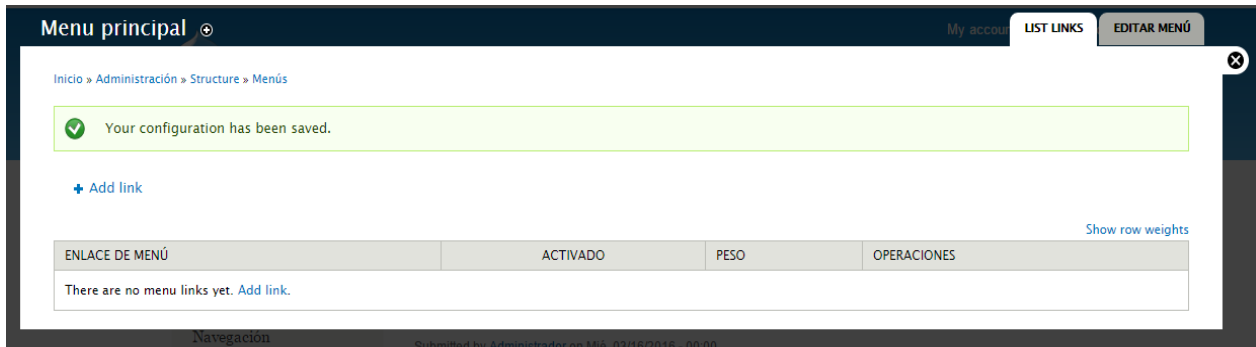 Menu principal
My accoun
LIST LINKS
EDITAR MENÚ
Inicio » Administración » Structure » Menús
Your configuration has been saved.
Add link
Show row weights
ENLACE DE MENÚ ACTIVADO PESO OPERACIONES
There are no menu links yet. Add link.
Navegación
Submitted by Administrador on Mié, 03/16/2016 - 00:00